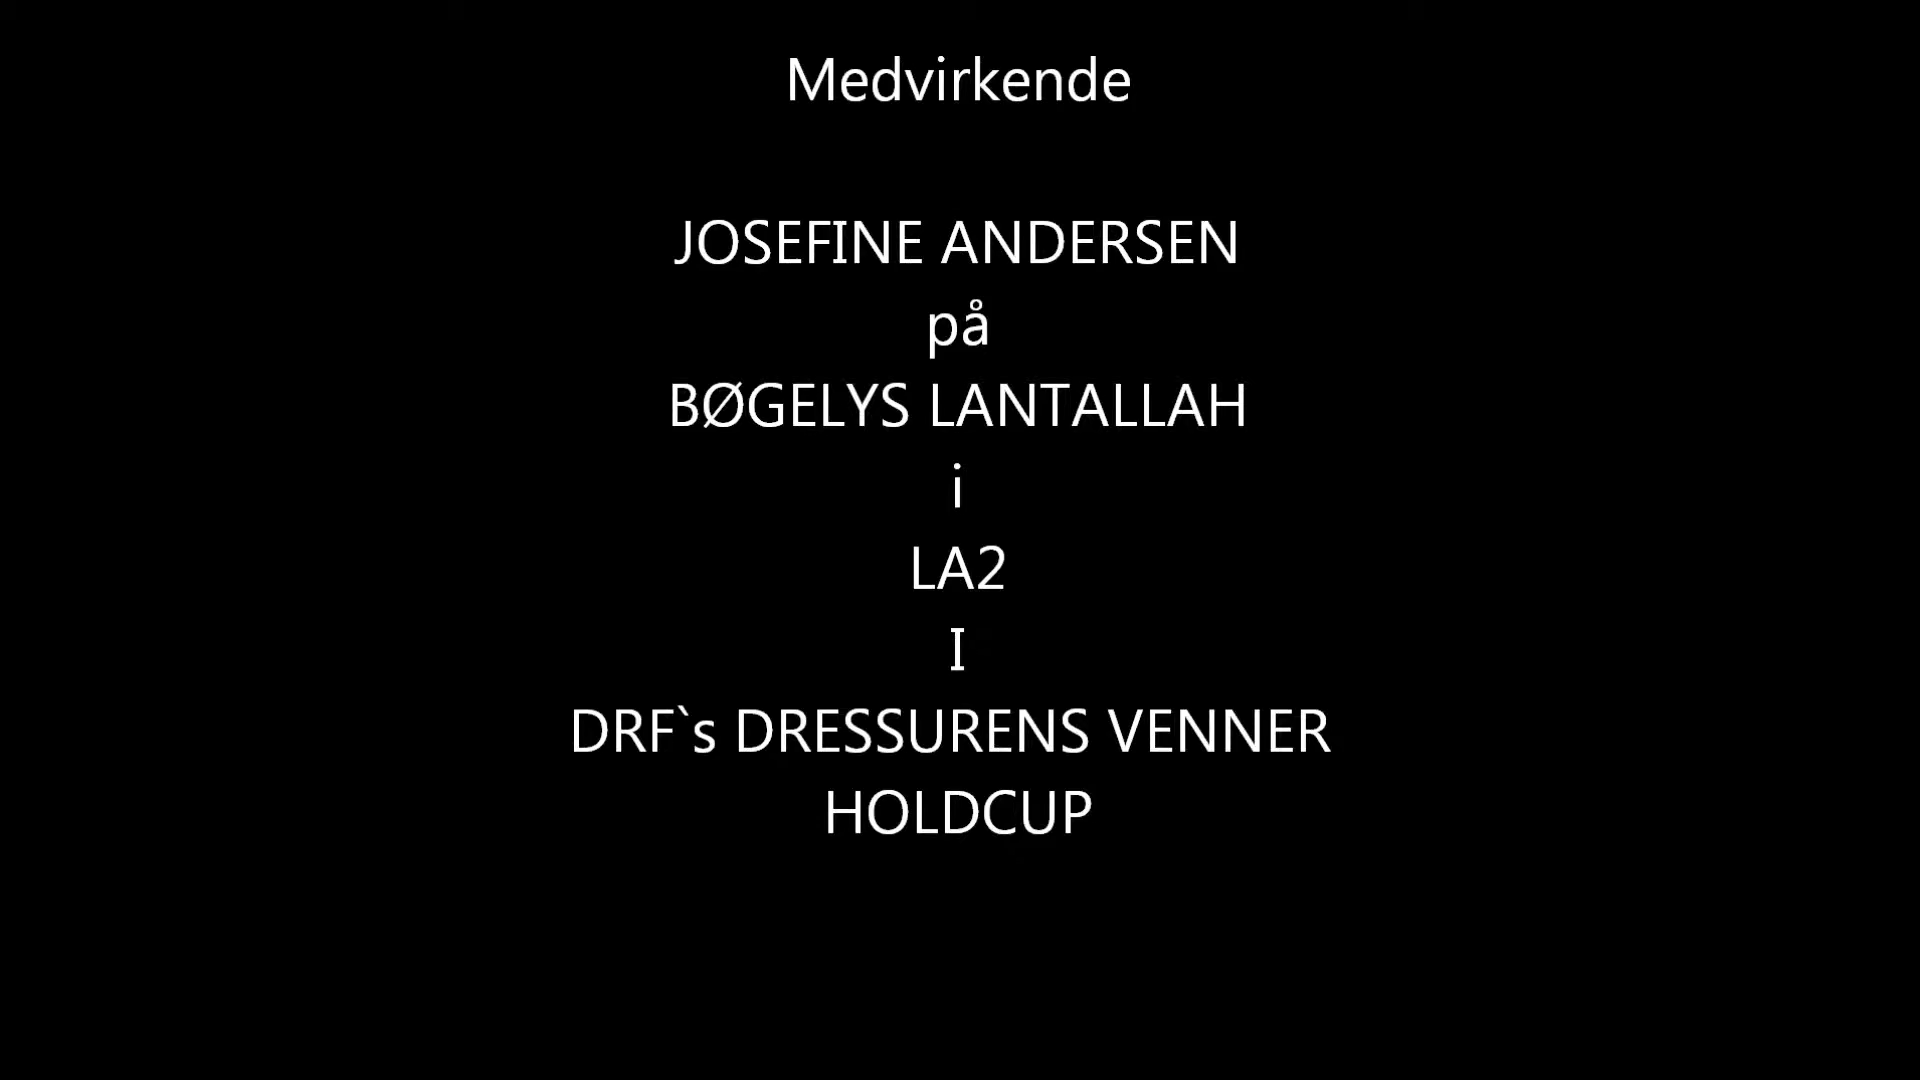 Medvirkende
JOSEFINE ANDERSEN
på
BØGELYS LANTALLAH
i
LA2
I
DRF`s DRESSURENS VENNER
HOLDCUP